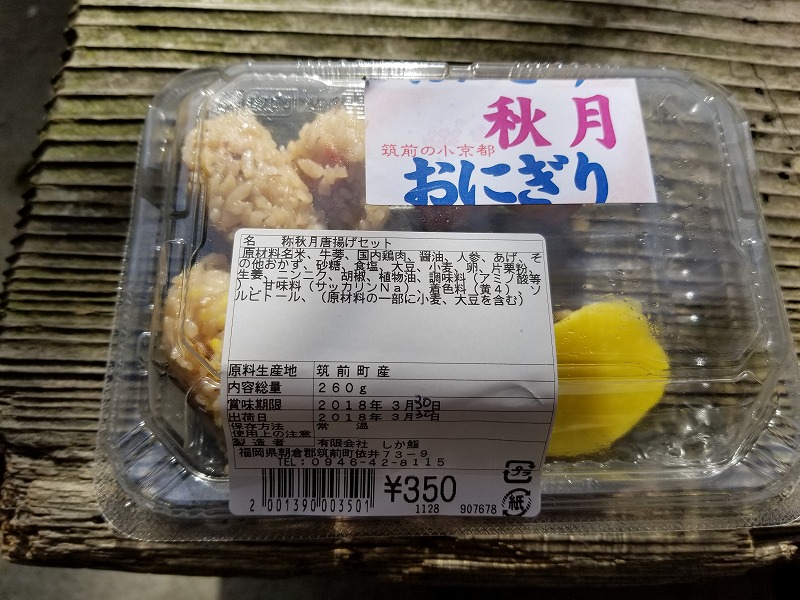 秋月
筑前の小京都
おにぎり
名 称秋月唐揚げセット
原材料名米、牛蒡、国内鶏肉、醤油、人参、あげ、そ
の他おかず、砂糖、食塩、大豆、小麦、卵、片栗粉、
生姜、ニンニク、胡椒、植物油、調味料（アミノ酸等
）、甘味料（サッカリンＮａ）、着色料（黄４）、ソ
ルビトール、（原材料の一部に小麦、大豆を含む）
原料生産地 筑前町産
内容総量 ２６０ｇ
賞味期限 ２０１８年 ３月30日
出荷日 ２０１８年 ３月30日
保存方法 常 温
使用上の注意
製造者 有限会社 しか鮨
福岡県朝倉郡筑前町依井７３－９
TEL：０９４６-４２-８１１５
2 001390 003501
¥350
1128 907678
プラ
紙